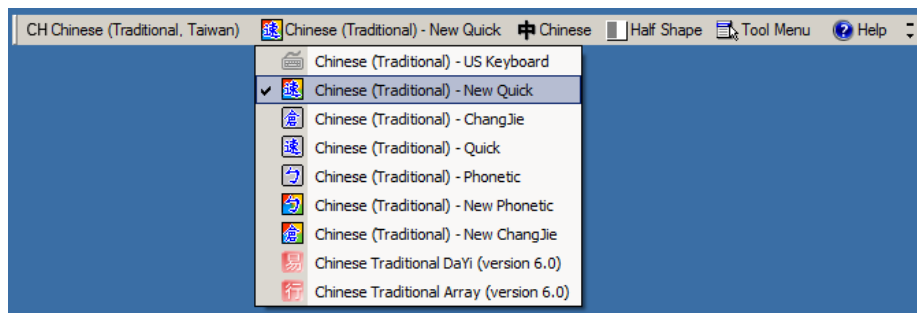 CH Chinese (Traditional, Taiwan) 速 Chinese (Traditional) - New Quick 中 Chinese Half Shape Tool Menu ? Help
Chinese (Traditional) - US Keyboard
速 Chinese (Traditional) - New Quick
倉 Chinese (Traditional) - ChangJie
速 Chinese (Traditional) - Quick
ㄅ Chinese (Traditional) - Phonetic
ㄅ Chinese (Traditional) - New Phonetic
倉 Chinese (Traditional) - New ChangJie
易 Chinese Traditional DaYi (version 6.0)
行 Chinese Traditional Array (version 6.0)